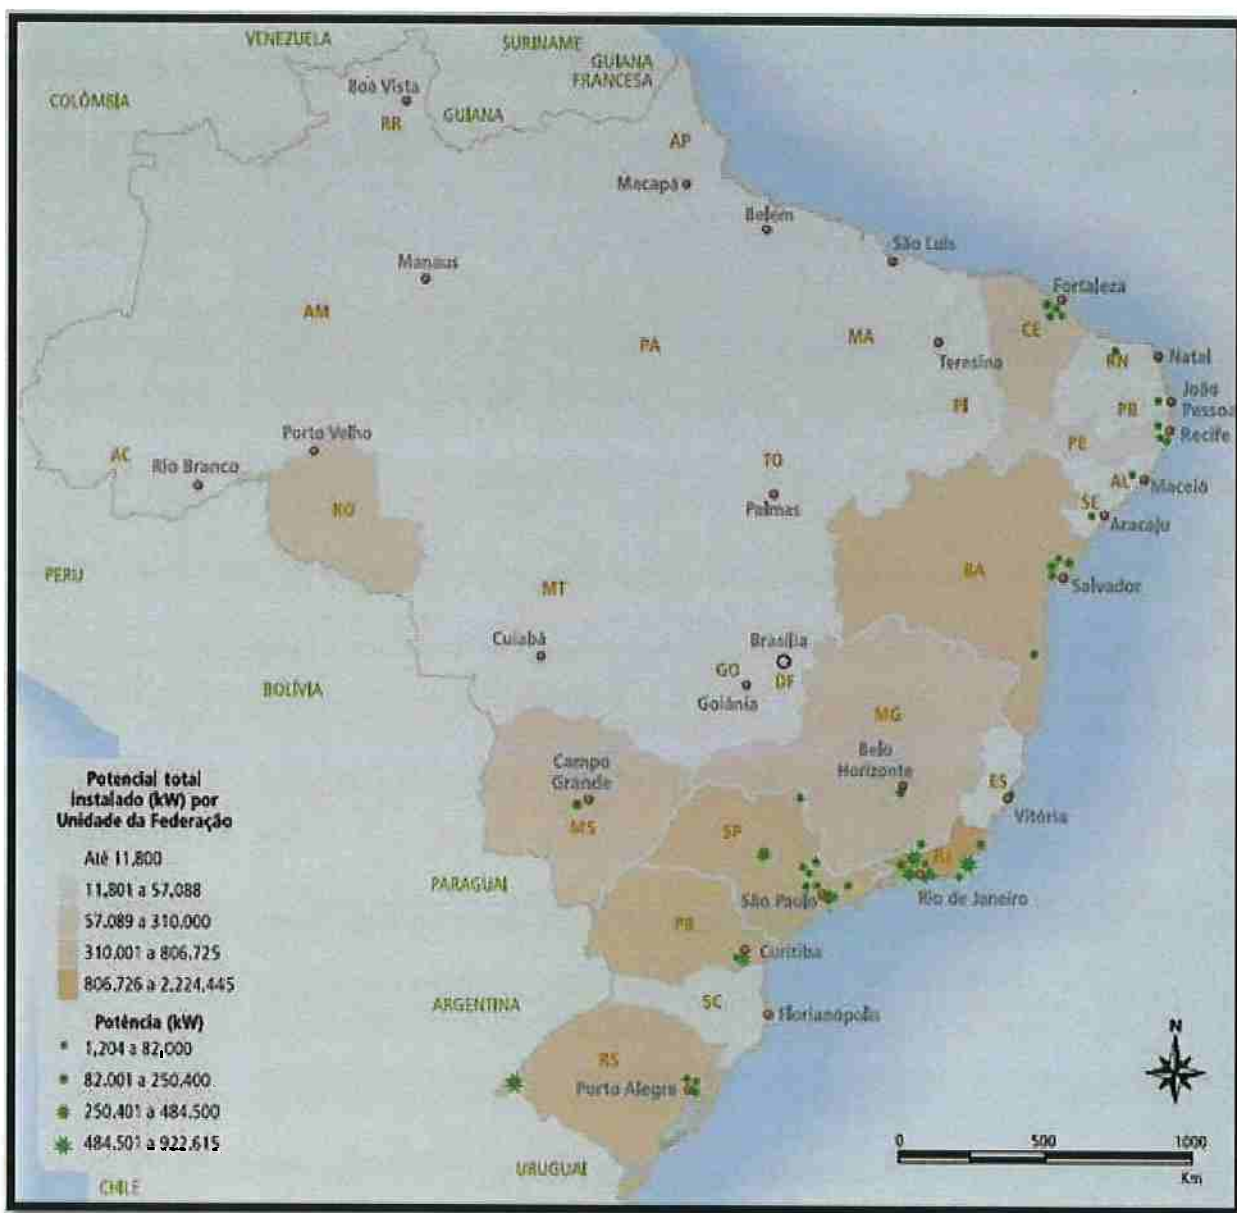 VENEZUELA
SURINAME
GUIANA
FRANCESA
COLÔMBIA
Boa Vista
GUIANA
RR
AP
Macapá
Belém
São Luís
Manaus
Fortaleza
AM
PA
MA
CE
Teresina
RN
Natal
João
Pessoa
PI
PB
Recife
PE
Porto Velho
AC
Rio Branco
TO
AL
Maceió
RO
Palmas
SE
Aracaju
PERU
BA
Salvador
MT
Cuiabá
Brasília
GO
DF
Goiânia
BOLÍVIA
MG
Campo
Grande
Belo
Horizonte
ES
Vitória
MS
SP
RJ
PARAGUAI
São Paulo
Rio de Janeiro
PR
Curitiba
ARGENTINA
SC
Florianópolis
RS
Porto Alegre
URUGUAI
CHILE
Potencial total
instalado (kW) por
Unidade da Federação
Até 11,800
11,801 a 57.088
57.089 a 310.000
310.001 a 806,725
806,726 a 2,224,445
Potência (kW)
1,204 a 82,000
82.001 a 250.400
250,401 a 484,500
484,501 a 922,615
N
0 500 1000
Km